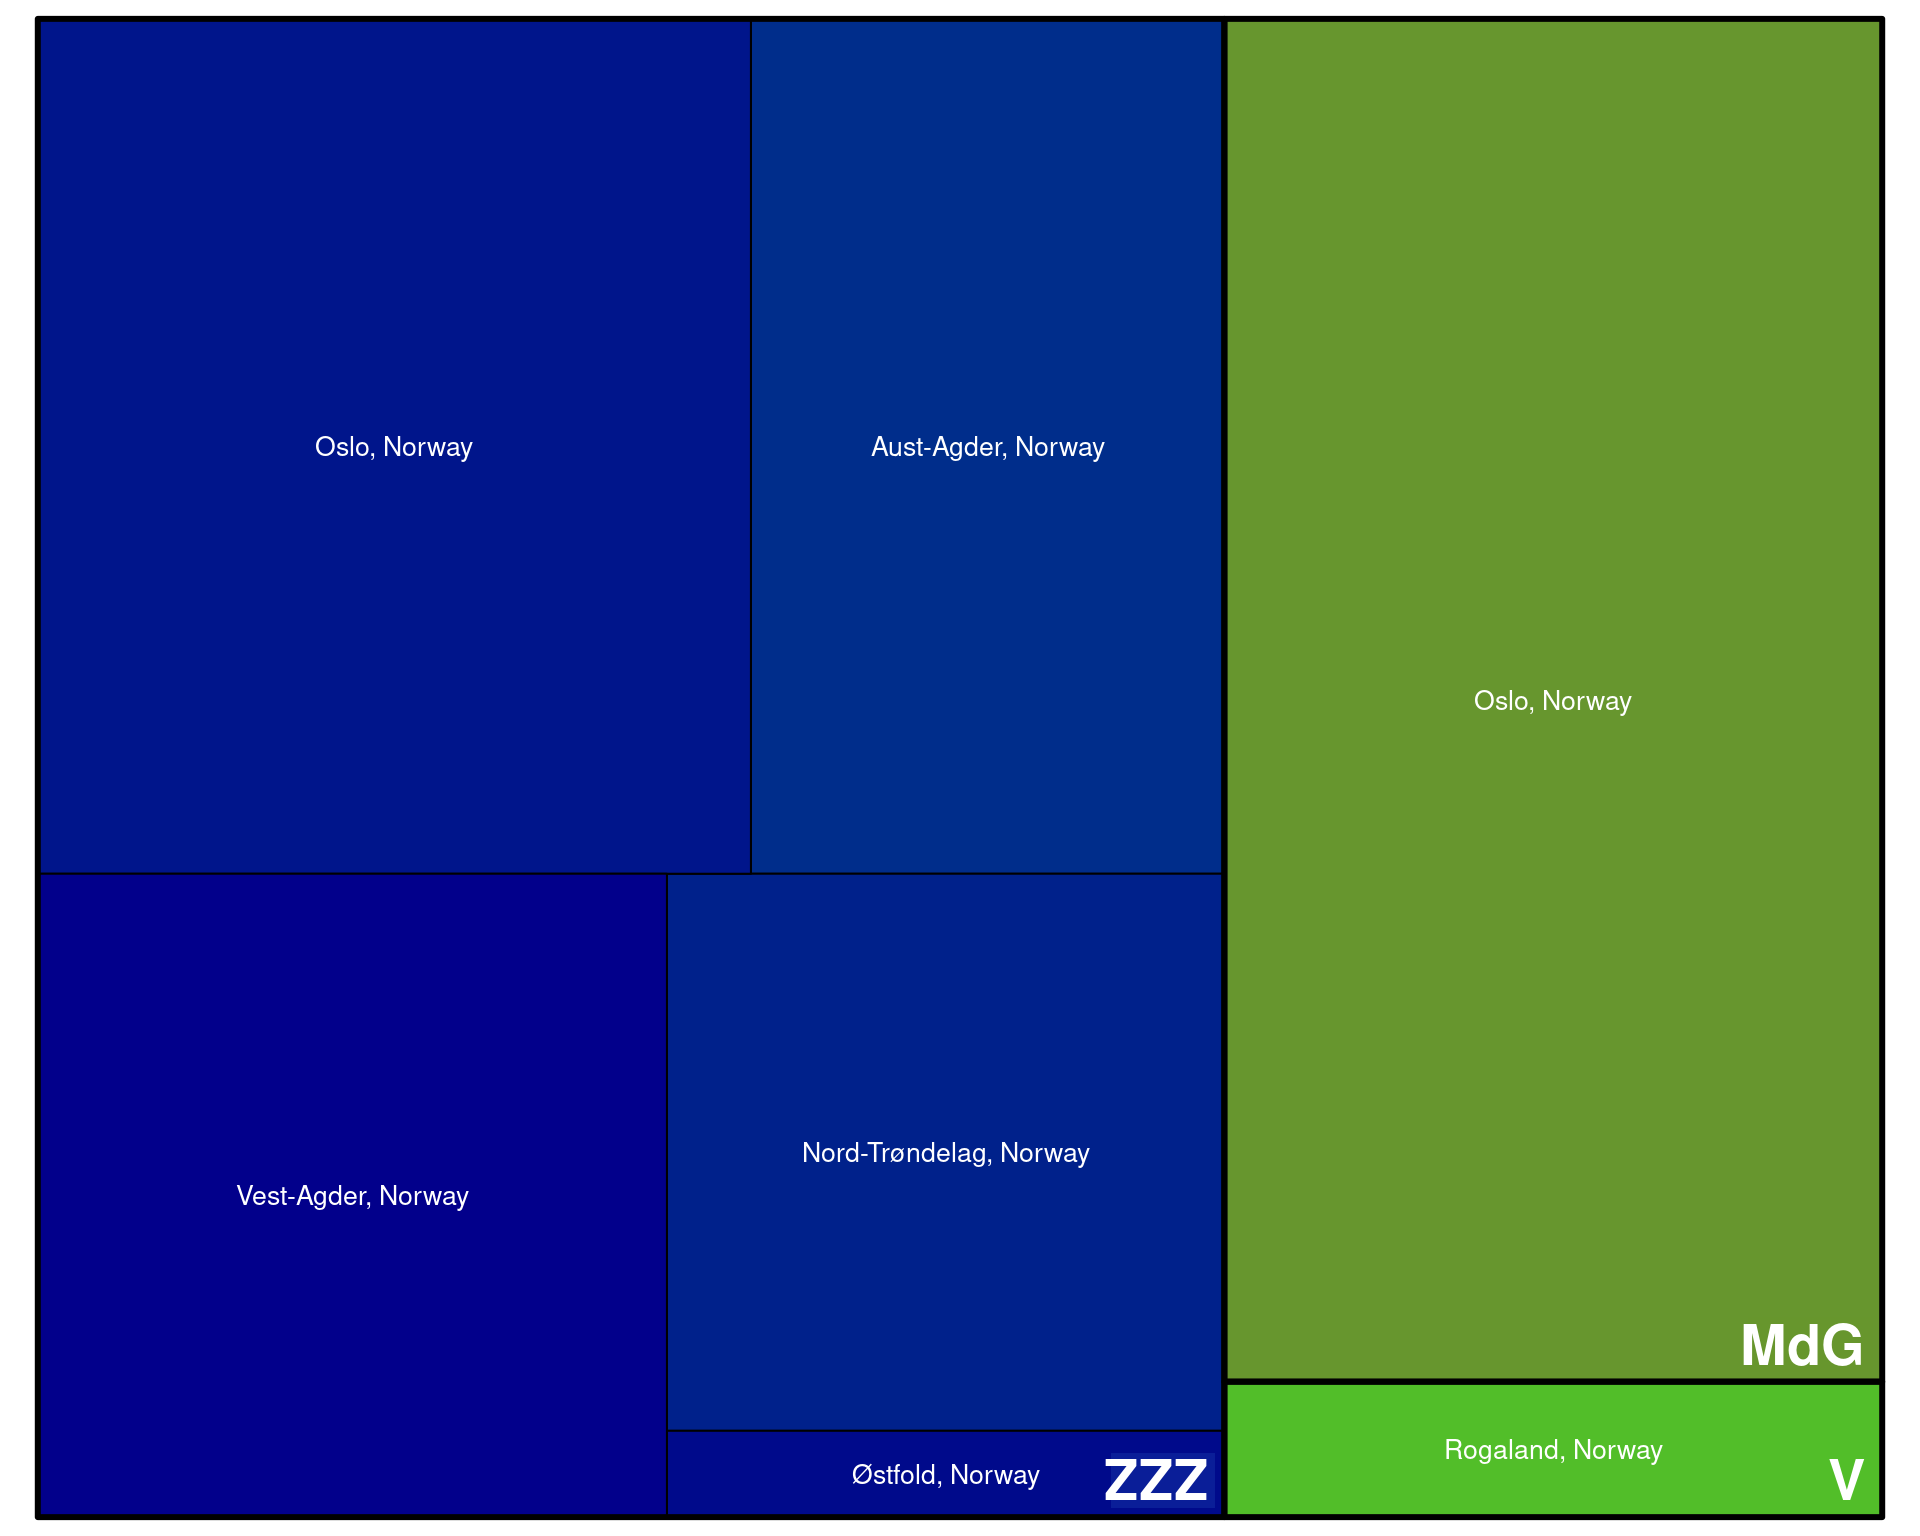 Oslo, Norway
Aust-Agder, Norway
Oslo, Norway
Vest-Agder, Norway
Nord-Trøndelag, Norway
Østfold, Norway
ZZZ
MdG
Rogaland, Norway
V